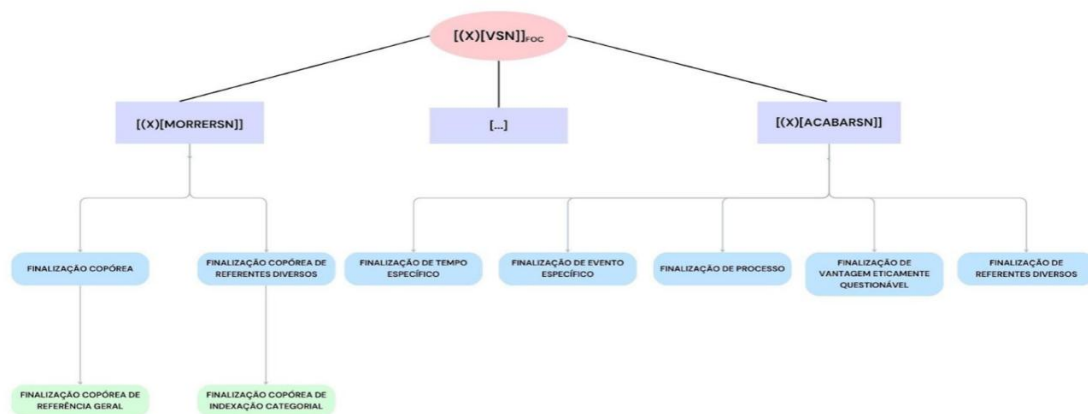 [(X)[VSN]]FOC
[(X)[MORRERSN]]
[...]
[(X)[ACABARSN]]
FINALIZAÇÃO COPÓREA
FINALIZAÇÃO COPÓREA DE
REFERENTES DIVERSOS
FINALIZAÇÃO DE TEMPO
ESPECÍFICO
FINALIZAÇÃO DE EVENTO
ESPECÍFICO
FINALIZAÇÃO DE PROCESSO
FINALIZAÇÃO DE
VANTAGEM ETICAMENTE
QUESTIONÁVEL
FINALIZAÇÃO DE
REFERENTES DIVERSOS
FINALIZAÇÃO COPÓREA DE
REFERÊNCIA GERAL
FINALIZAÇÃO COPÓREA DE
INDEXAÇÃO CATEGORIAL